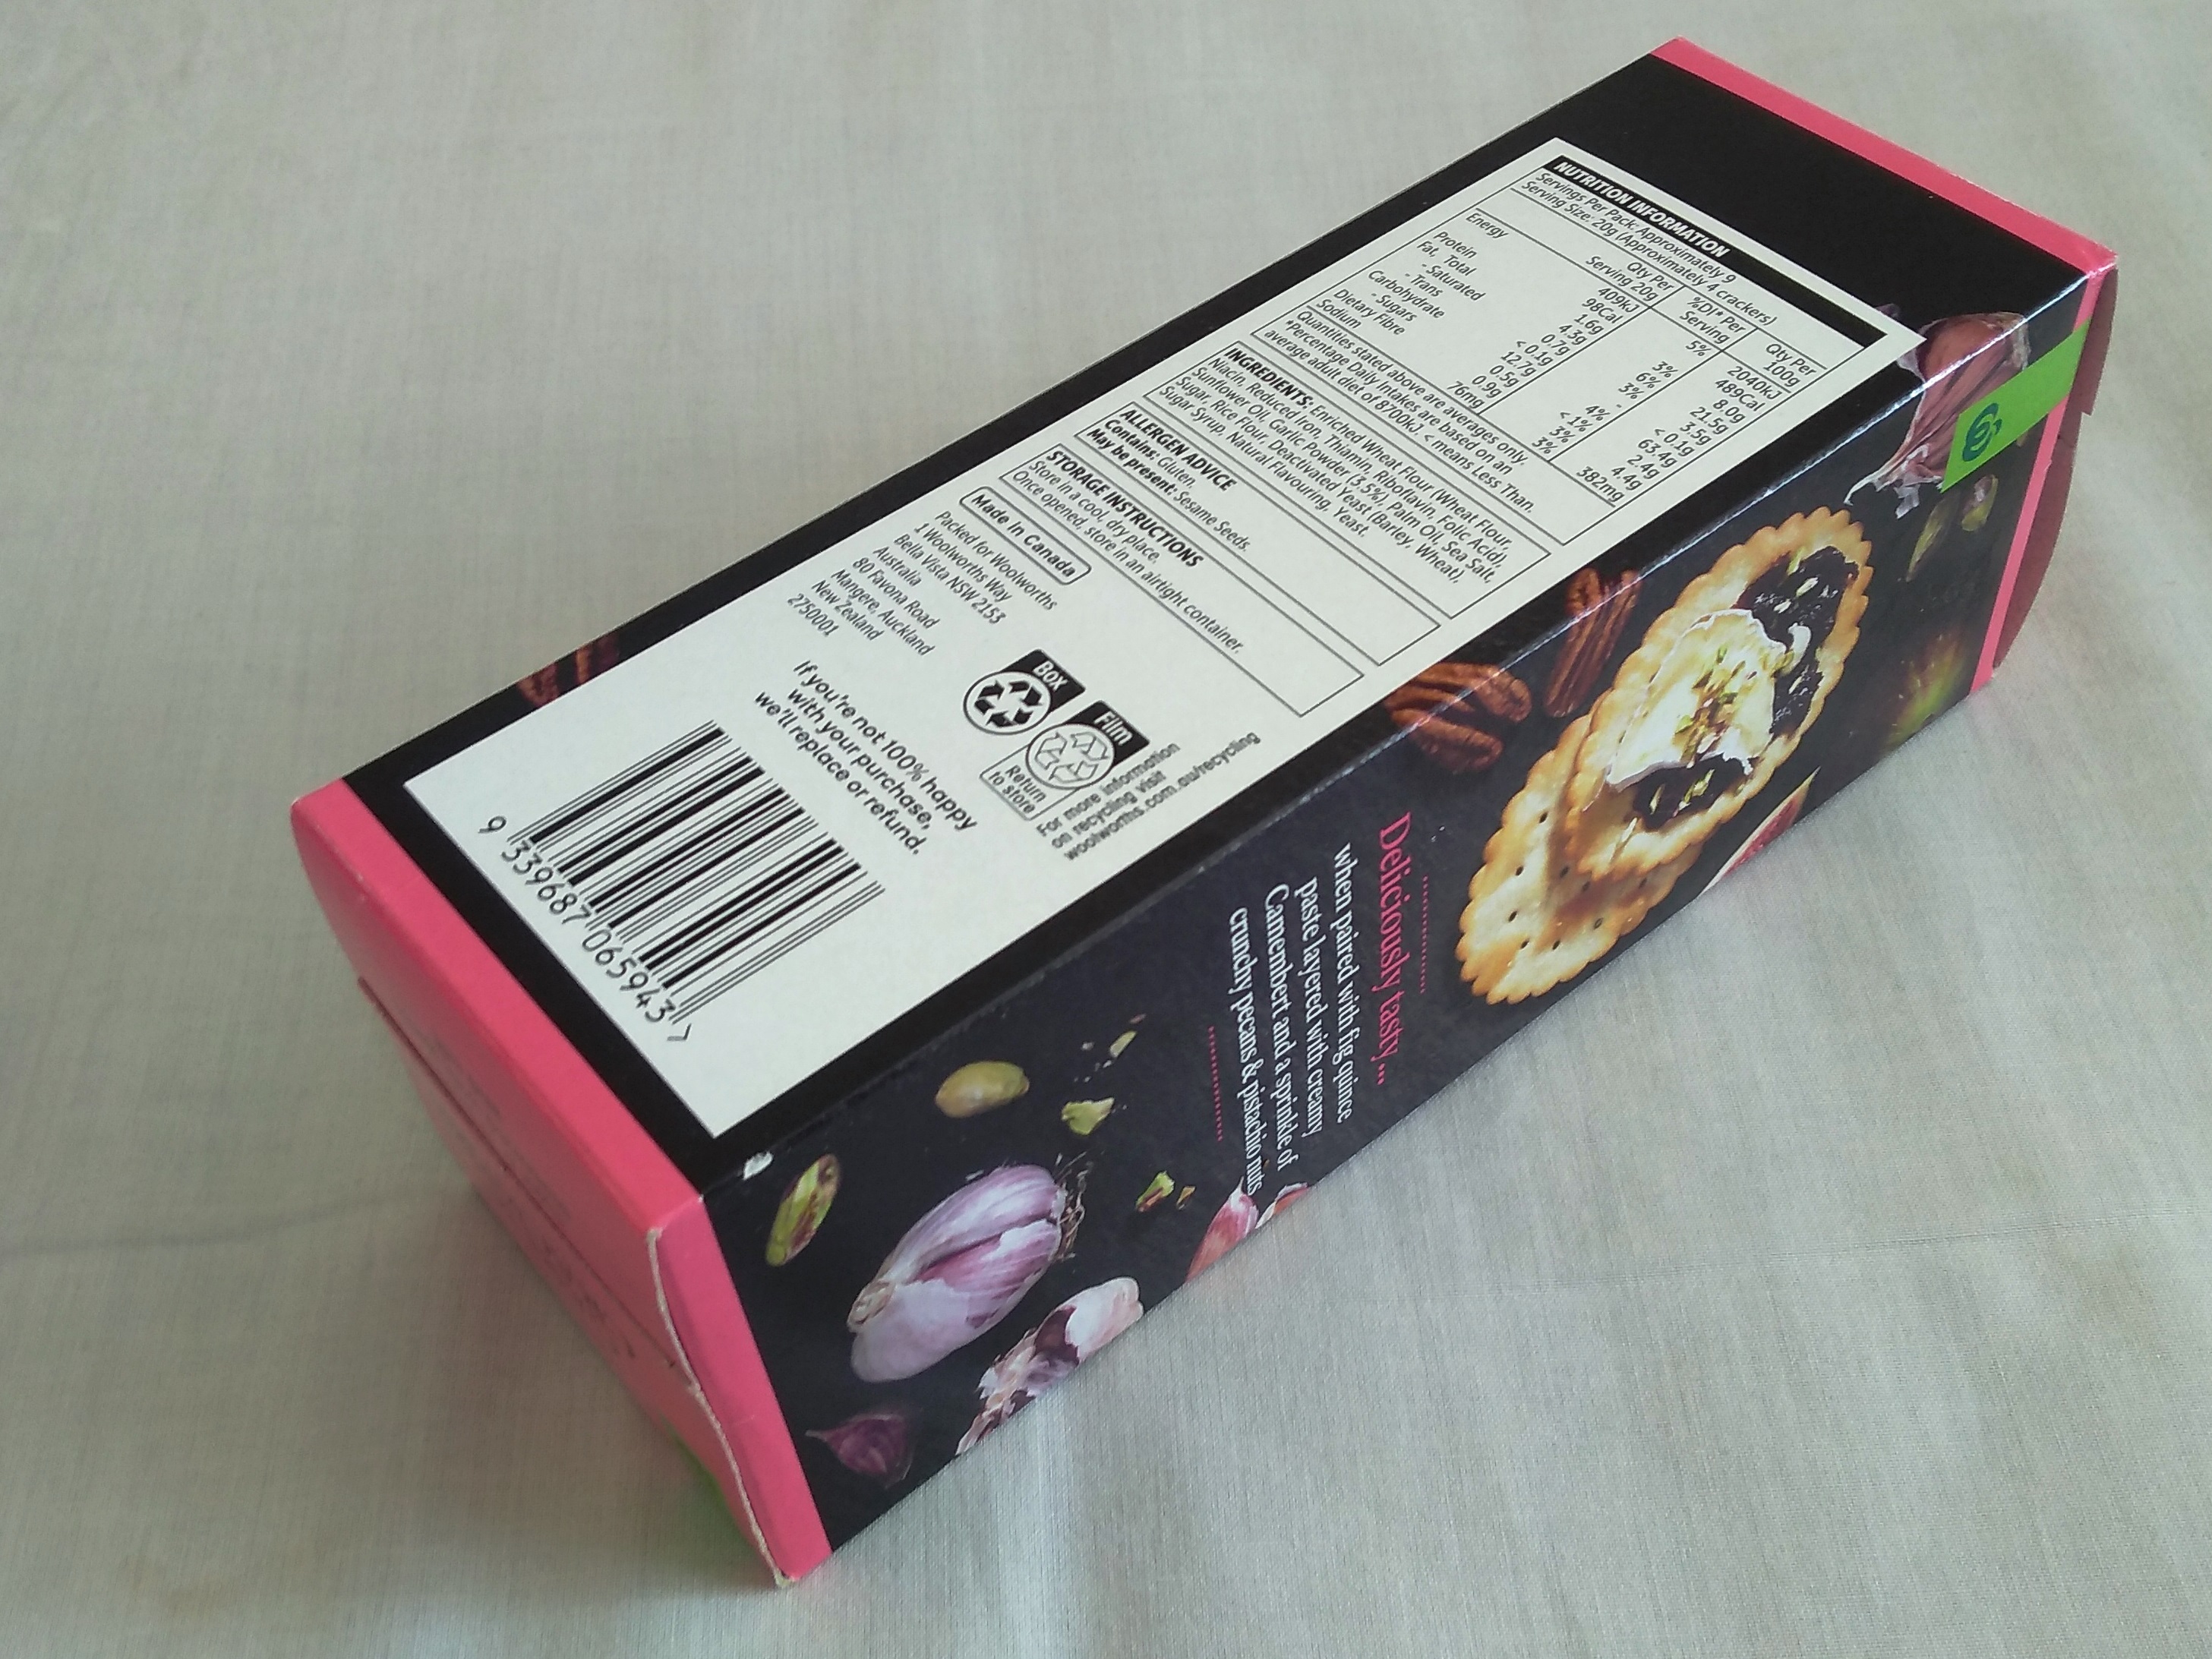 NUTRITION INFORMATION
Servings Per Pack: Approximately 9
Serving Size: 20g (Approximately 4 crackers)
Qty Per Serving 20g %DI* Per Serving Qty Per 100g
Energy 409kJ 5% 2040kJ
98Cal 489Cal
Protein 1.6g 3% 8.0g
Fat, Total 4.3g 6% 21.5g
- Saturated 0.7g 3% 3.5g
- Trans <0.1g - <0.1g
Carbohydrate 12.7g 4% 63.4g
- Sugars 0.5g <1% 2.4g
Dietary Fibre 0.9g 3% 4.4g
Sodium 76mg 3% 382mg
Quantities stated above are averages only.
*Percentage Daily Intakes are based on an
average adult diet of 8700kJ. < means Less Than.
INGREDIENTS: Enriched Wheat Flour (Wheat Flour,
Niacin, Reduced Iron, Thiamin, Riboflavin, Folic Acid),
Sunflower Oil, Garlic Powder (3.5%), Palm Oil, Sea Salt,
Sugar, Rice Flour, Deactivated Yeast (Barley, Wheat),
Sugar Syrup, Natural Flavouring, Yeast.
ALLERGEN ADVICE
Contains: Gluten.
May be present: Sesame Seeds.
STORAGE INSTRUCTIONS
Store in a cool, dry place.
Once opened, store in an airtight container.
Made In Canada
Packed for Woolworths
1 Woolworths Way
Bella Vista NSW 2153
Australia
80 Favona Road
Mangere, Auckland
New Zealand
2750001
Box
Film
Return
to store
For more information
on recycling visit
woolworths.com.au/recycling
If you're not 100% happy
with your purchase,
we'll replace or refund.
9 339687 065943 >
Deliciously tasty...
when paired with fig quince
paste layered with creamy
Camembert and a sprinkle of
crunchy pecans & pistachio nuts